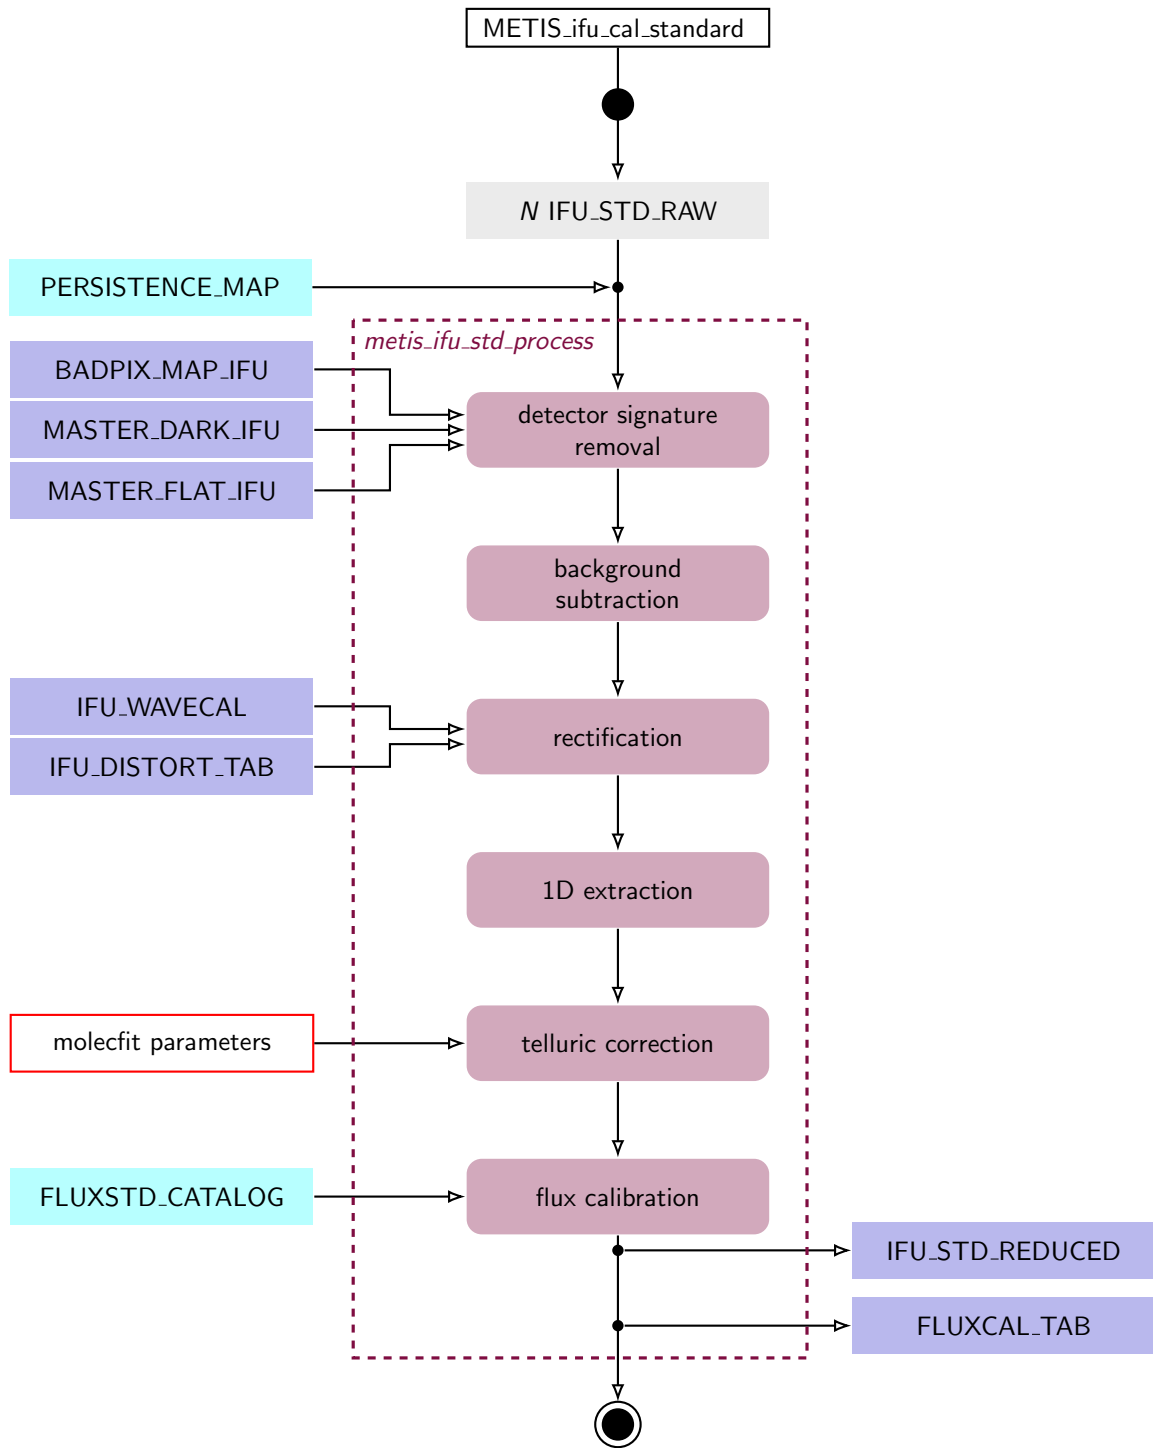 METIS_ifu_cal_standard
N IFU_STD_RAW
PERSISTENCE_MAP
metis_ifu_std_process
BADPIX_MAP_IFU
MASTER_DARK_IFU
MASTER_FLAT_IFU
detector signature
removal
background
subtraction
IFU_WAVECAL
IFU_DISTORT_TAB
rectification
1D extraction
molecfit parameters
telluric correction
FLUXSTD_CATALOG
flux calibration
IFU_STD_REDUCED
FLUXCAL_TAB